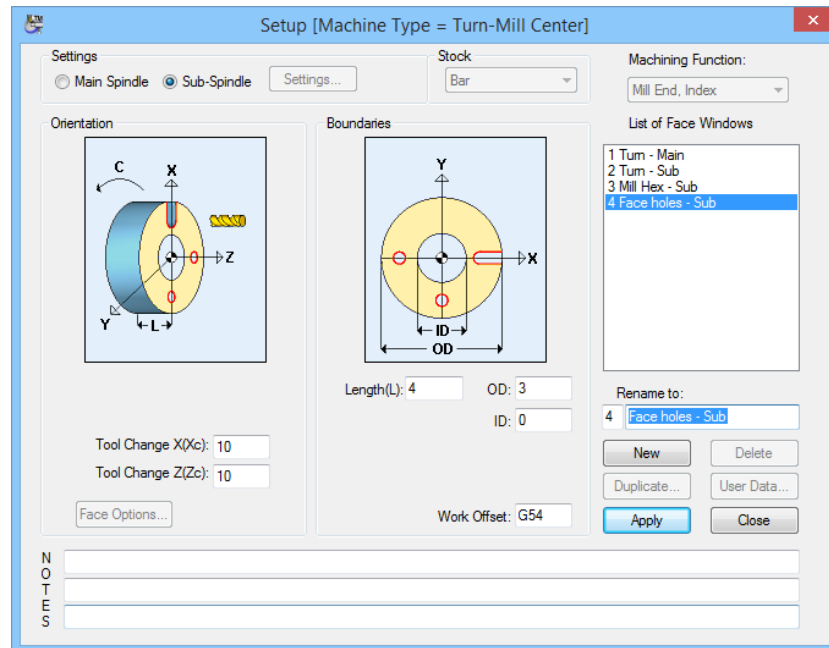 Setup [Machine Type = Turn-Mill Center]
Settings
Main Spindle
Sub-Spindle
Settings...
Stock
Bar
Machining Function:
Mill End, Index
Orientation
C
X
Z
Y
L
Tool Change X(Xc): 10
Tool Change Z(Zc): 10
Face Options...
Boundaries
Y
X
ID
OD
Length(L): 4
OD: 3
ID: 0
Work Offset: G54
List of Face Windows
1 Turn - Main
2 Turn - Sub
3 Mill Hex - Sub
4 Face holes - Sub
Rename to:
4 Face holes - Sub
New
Delete
Duplicate...
User Data...
Apply
Close
NOTES